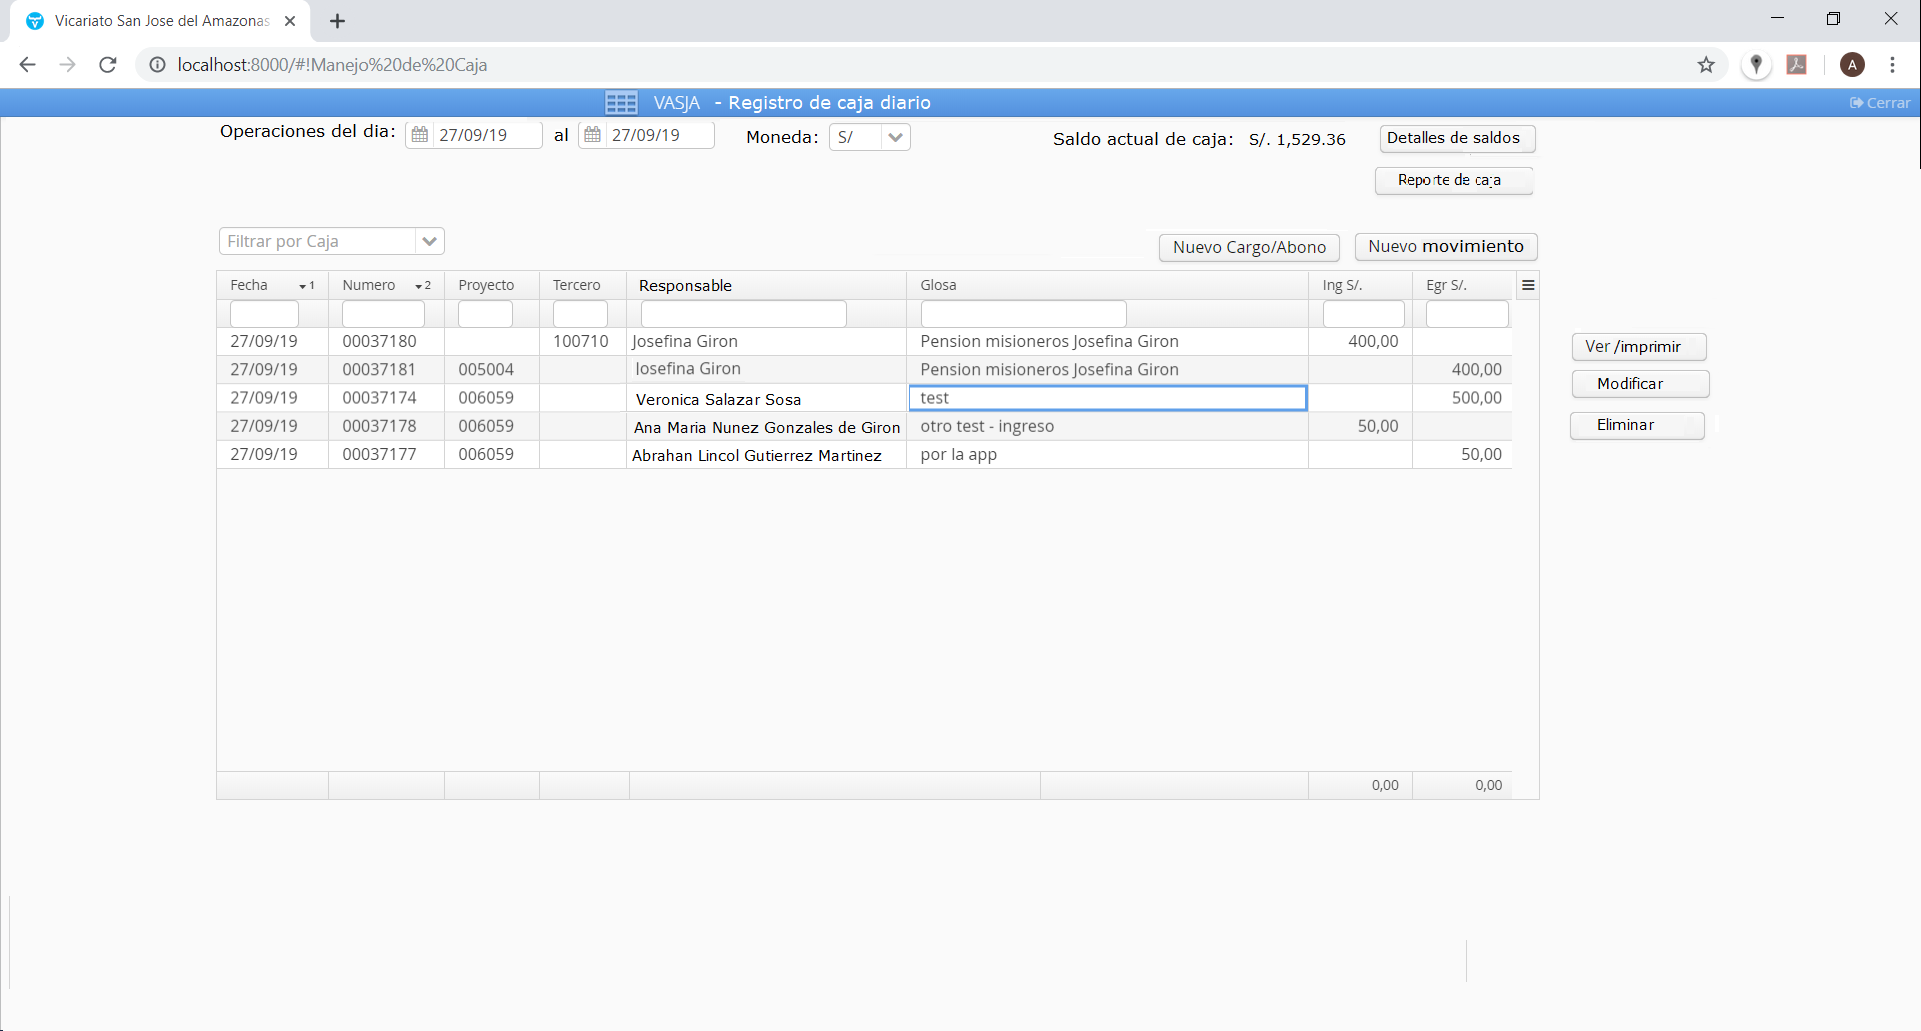 Vicariato San Jose del Amazonas
localhost:8000/#!Manejo%20de%20Caja
A
VASJA - Registro de caja diario
Cerrar
Operaciones del dia: 27/09/19 al 27/09/19 Moneda: S/ Saldo actual de caja: S/. 1,529.36 Detalles de saldos
Reporte de caja
Filtrar por Caja Nuevo Cargo/Abono Nuevo movimiento
Fecha 1 Numero 2 Proyecto Tercero Responsable Glosa Ing S/. Egr S/.
27/09/19 00037180 100710 Josefina Giron Pension misioneros Josefina Giron 400,00
27/09/19 00037181 005004 Iosefina Giron Pension misioneros Josefina Giron 400,00
27/09/19 00037174 006059 Veronica Salazar Sosa test 500,00
27/09/19 00037178 006059 Ana Maria Nunez Gonzales de Giron otro test - ingreso 50,00
27/09/19 00037177 006059 Abrahan Lincol Gutierrez Martinez por la app 50,00
Ver /imprimir
Modificar
Eliminar
0,00 0,00